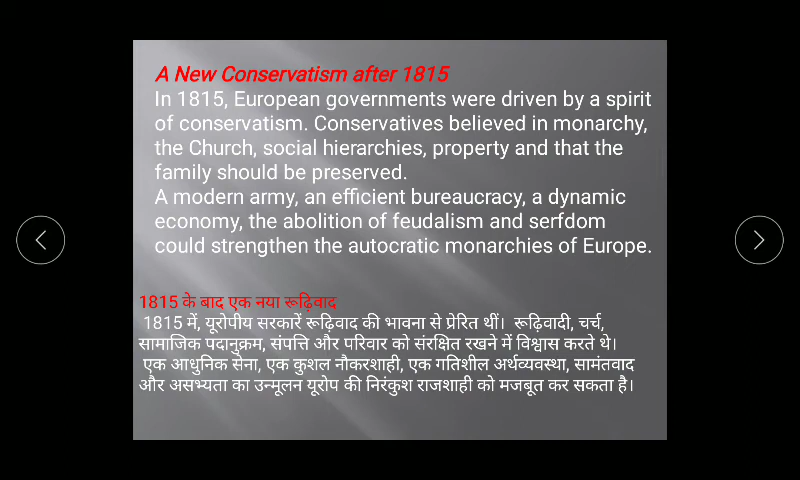 A New Conservatism after 1815
In 1815, European governments were driven by a spirit
of conservatism. Conservatives believed in monarchy,
the Church, social hierarchies, property and that the
family should be preserved.
A modern army, an efficient bureaucracy, a dynamic
economy, the abolition of feudalism and serfdom
could strengthen the autocratic monarchies of Europe.
1815 के बाद एक नया रूढ़िवाद
1815 में, यूरोपीय सरकारें रूढ़िवाद की भावना से प्रेरित थीं। रूढ़िवादी, चर्च,
सामाजिक पदानुक्रम, संपत्ति और परिवार को संरक्षित रखने में विश्वास करते थे।
एक आधुनिक सेना, एक कुशल नौकरशाही, एक गतिशील अर्थव्यवस्था, सामंतवाद
और असभ्यता का उन्मूलन यूरोप की निरंकुश राजशाही को मजबूत कर सकता है।